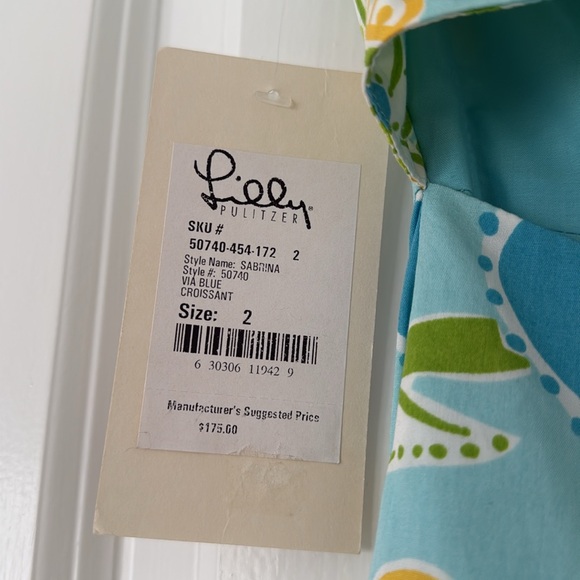 Lilly®
PULITZER
SKU #
50740-454-172 2
Style Name: SABRINA
Style #: 50740
VIA BLUE
CROISSANT
Size: 2
6 30306 11942 9
Manufacturer's Suggested Price
$175.00